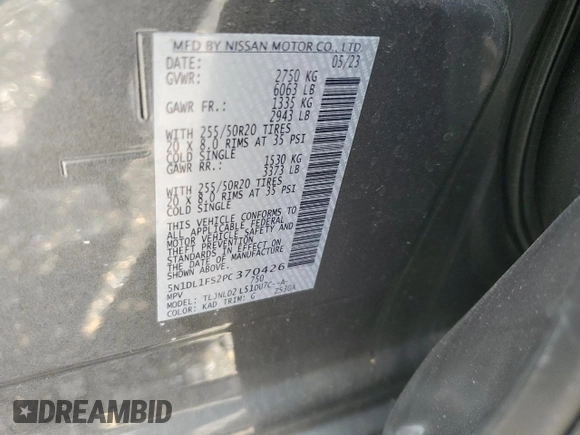 MFD BY NISSAN MOTOR CO., LTD
DATE: 05/23
GVWR: 2750 KG
6063 LB
GAWR FR.: 1335 KG
2943 LB
WITH 255/50R20 TIRES
20 X 8.0 RIMS AT 35 PSI
COLD SINGLE
GAWR RR.: 1530 KG
3373 LB
WITH 255/50R20 TIRES
20 X 8.0 RIMS AT 35 PSI
COLD SINGLE
THIS VEHICLE CONFORMS TO
ALL APPLICABLE FEDERAL
MOTOR VEHICLE SAFETY AND
THEFT PREVENTION
STANDARDS IN EFFECT ON
THE DATE OF MANUFACTURE
5N1DL1FS2PC370426
MPV 750
MODEL:
COLOR: KAD TRIM: G
DREAMBID